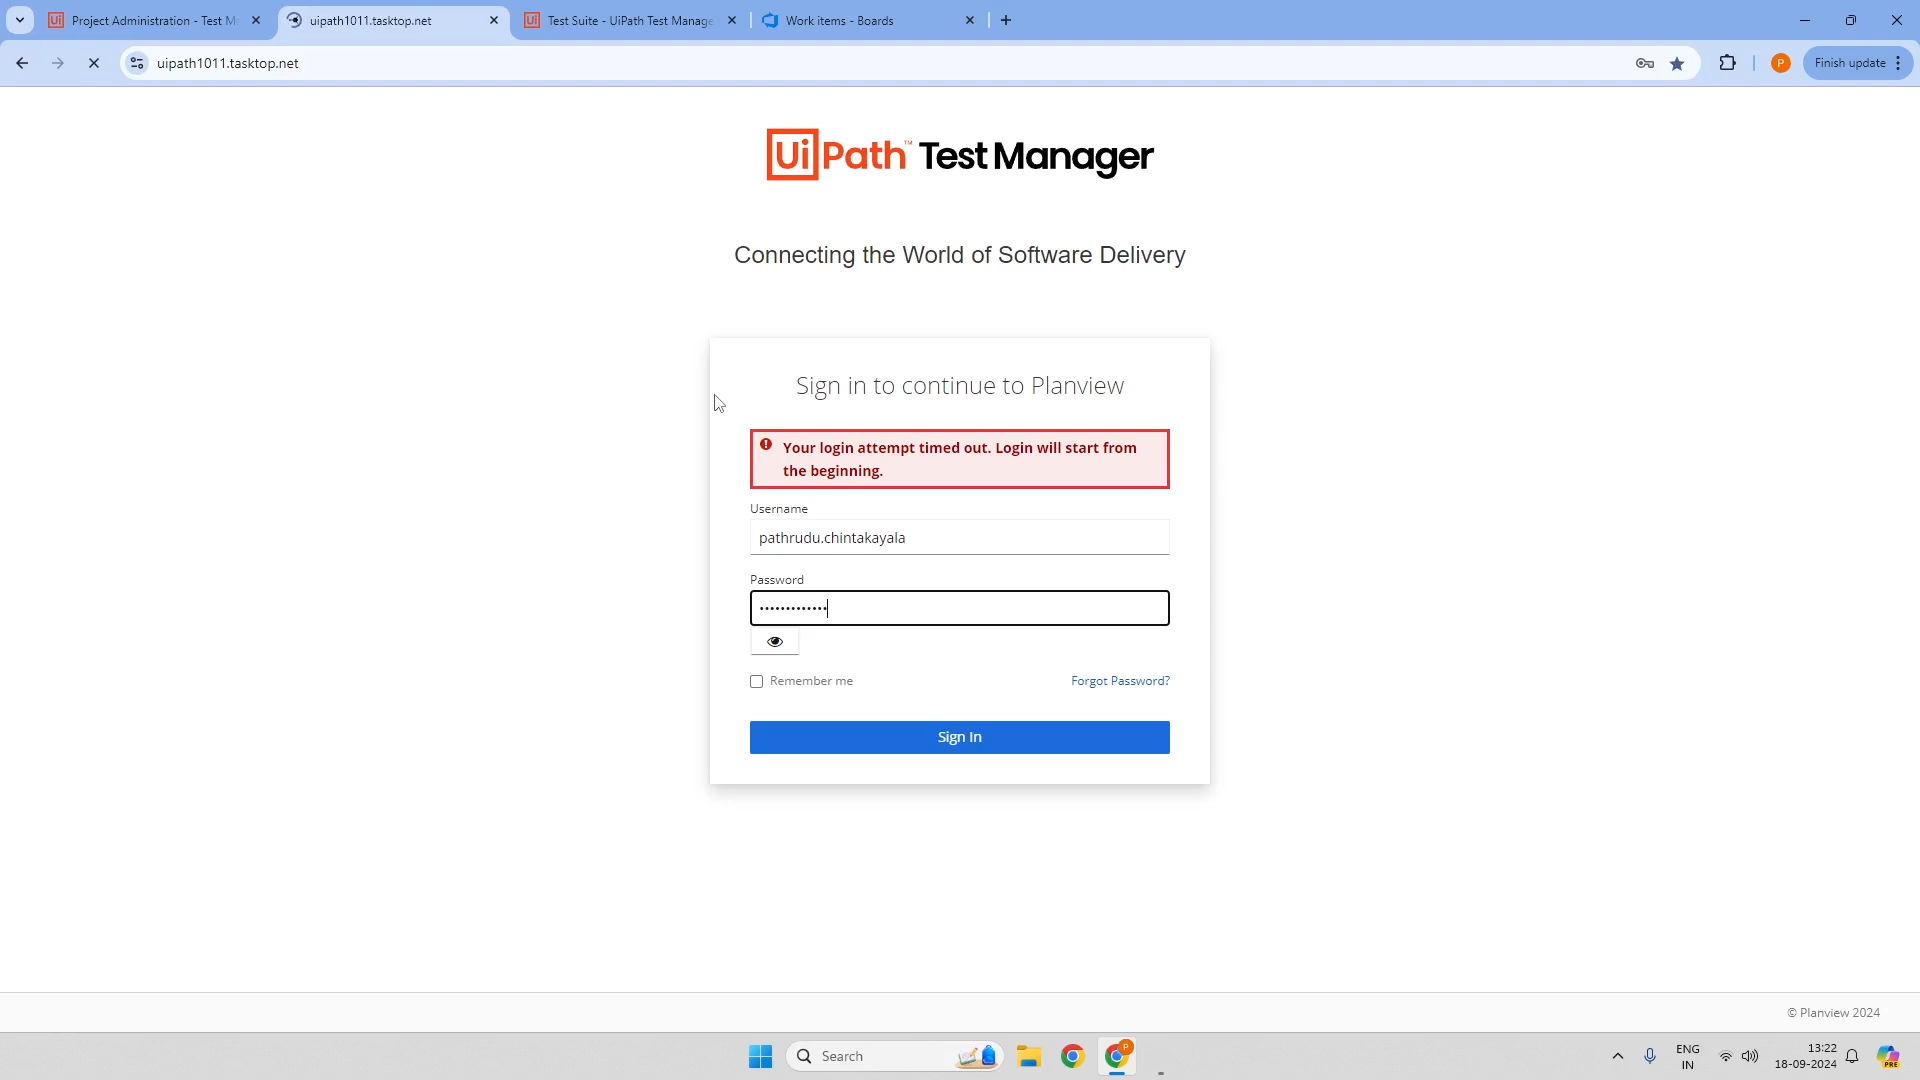 Project Administration - Test M
uipath1011.tasktop.net
Test Suite - UiPath Test Manage
Work items - Boards
uipath1011.tasktop.net
P
Finish update
UiPath™ Test Manager
Connecting the World of Software Delivery
Sign in to continue to Planview
Your login attempt timed out. Login will start from
the beginning.
Username
pathrudu.chintakayala
Password
•••••••••••••
Remember me
Forgot Password?
Sign In
© Planview 2024
Search
P
ENG
IN
13:22
18-09-2024
PRE